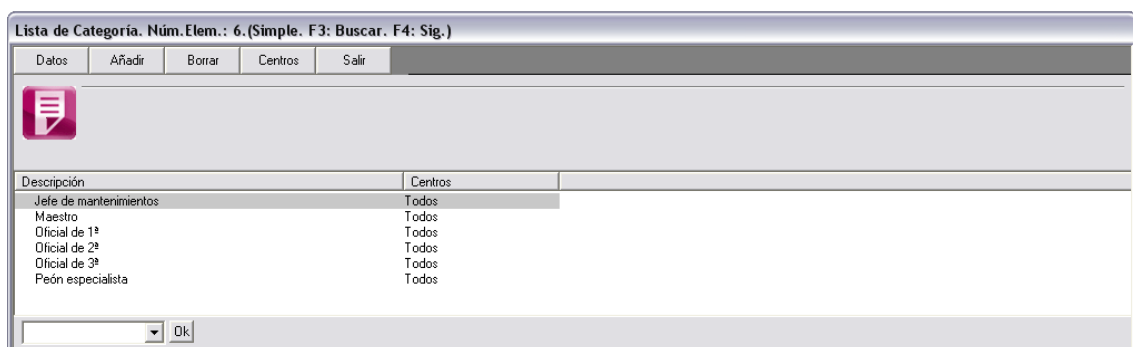 Lista de Categoría. Núm.Elem.: 6.(Simple. F3: Buscar. F4: Sig.)
Datos Añadir Borrar Centros Salir
Descripción Centros
Jefe de mantenimientos Todos
Maestro Todos
Oficial de 1ª Todos
Oficial de 2ª Todos
Oficial de 3ª Todos
Peón especialista Todos
Ok